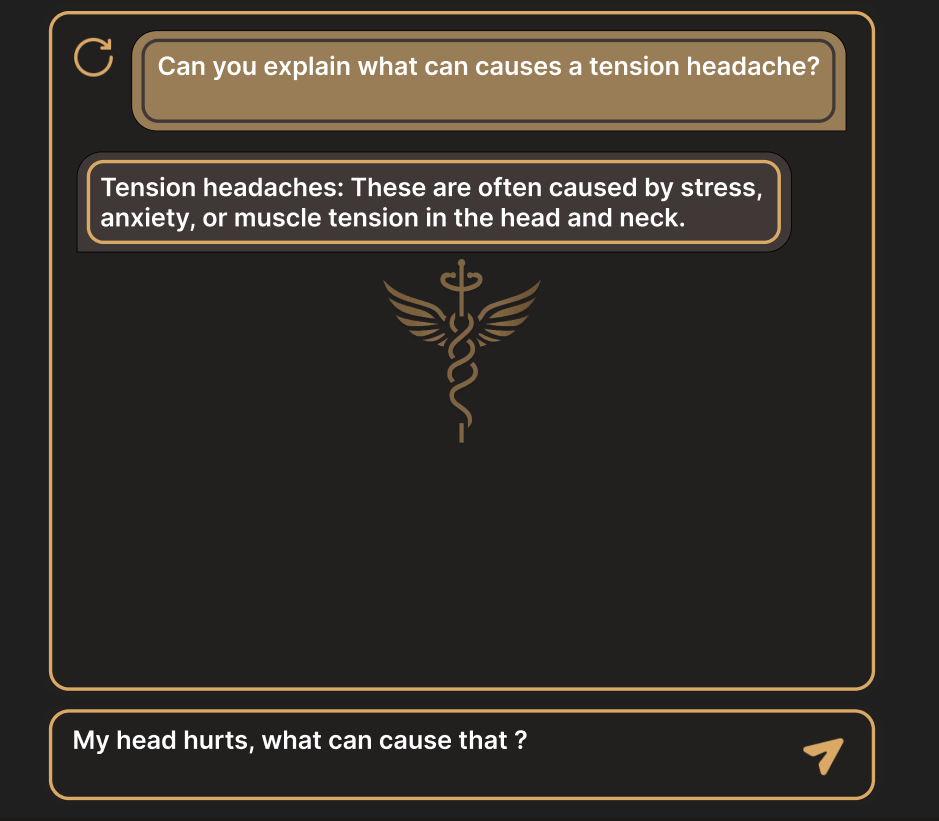 Can you explain what can causes a tension headache?
Tension headaches: These are often caused by stress,
anxiety, or muscle tension in the head and neck.
My head hurts, what can cause that ?